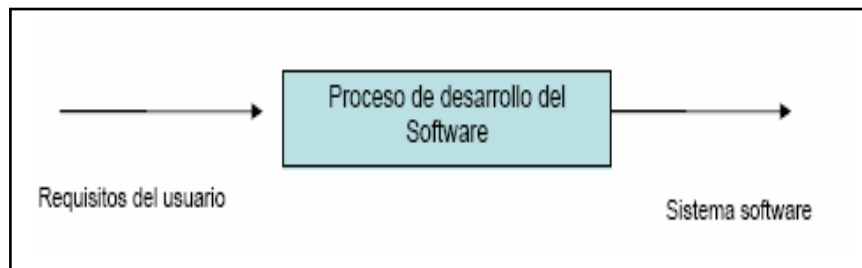 Proceso de desarrollo del
Software
Requisitos del usuario
Sistema software